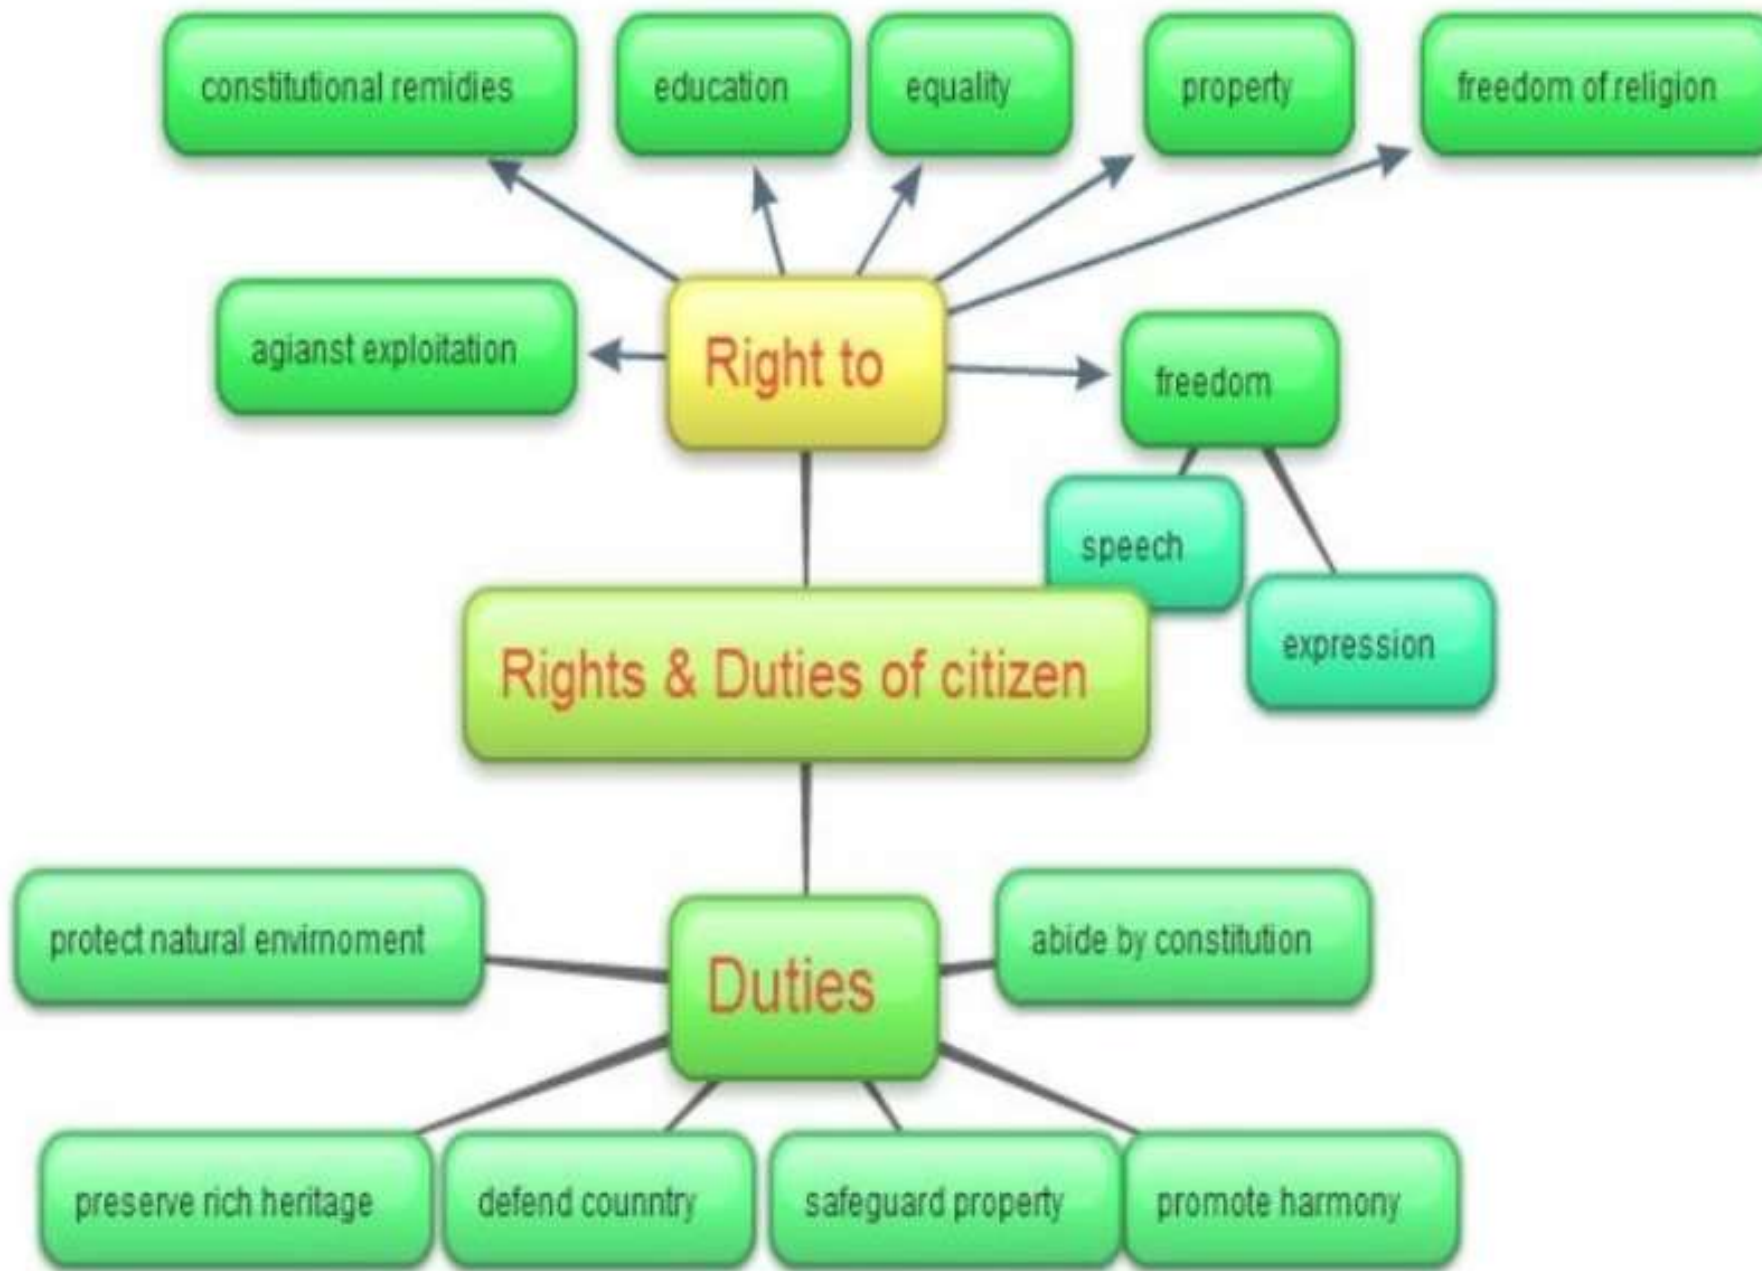 constitutional remidies
education
equality
property
freedom of religion
agianst exploitation
Right to
freedom
speech
expression
Rights & Duties of citizen
protect natural envirnoment
Duties
abide by constitution
preserve rich heritage
defend counntry
safeguard property
promote harmony